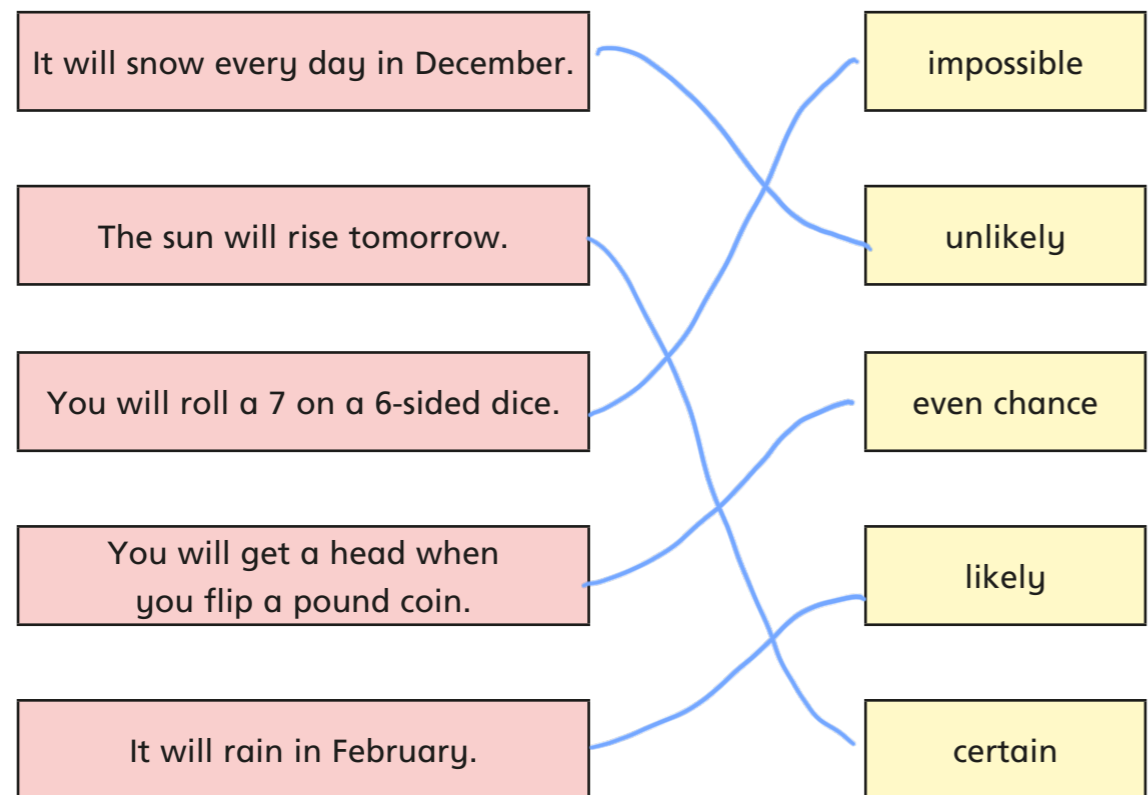 It will snow every day in December.
impossible
The sun will rise tomorrow.
unlikely
You will roll a 7 on a 6-sided dice.
even chance
You will get a head when
you flip a pound coin.
likely
It will rain in February.
certain